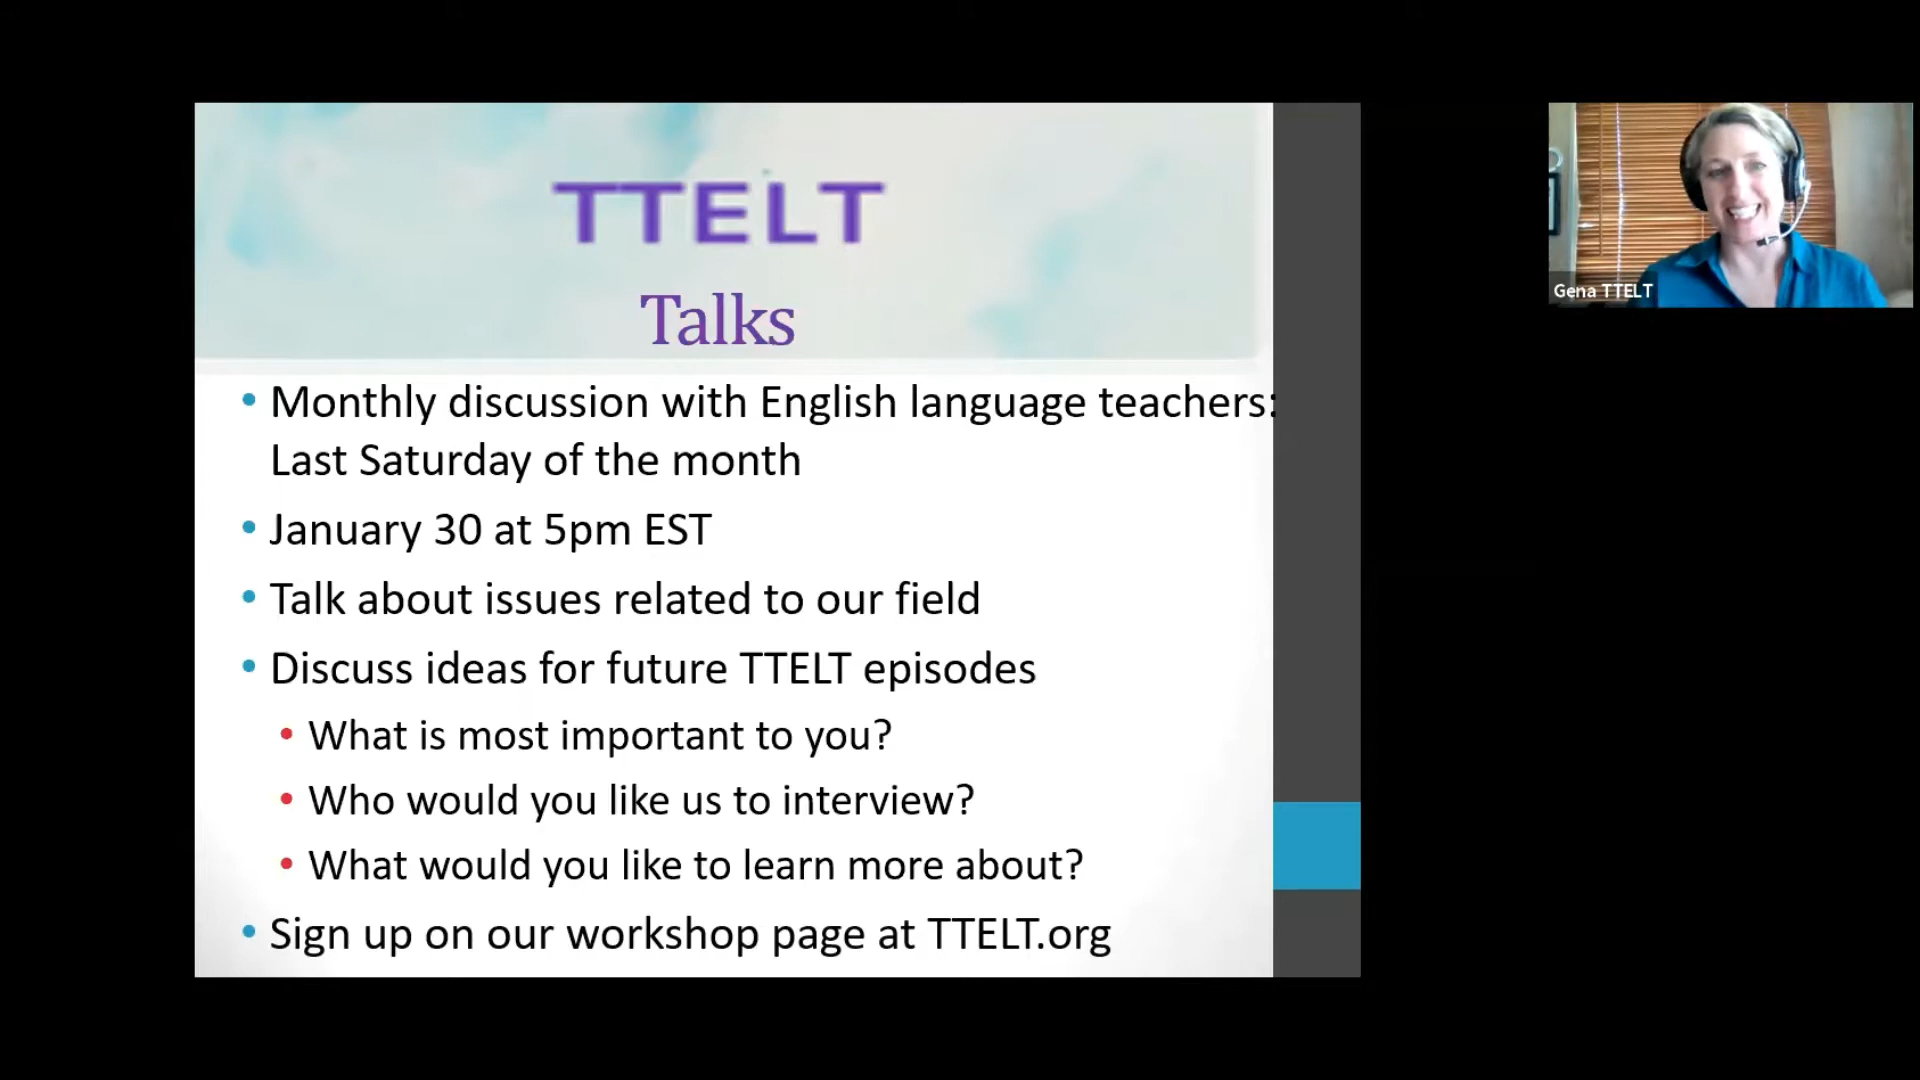 TTELT
Talks
• Monthly discussion with English language teachers:
Last Saturday of the month
• January 30 at 5pm EST
• Talk about issues related to our field
• Discuss ideas for future TTELT episodes
• What is most important to you?
• Who would you like us to interview?
• What would you like to learn more about?
• Sign up on our workshop page at TTELT.org
Gena TTELT